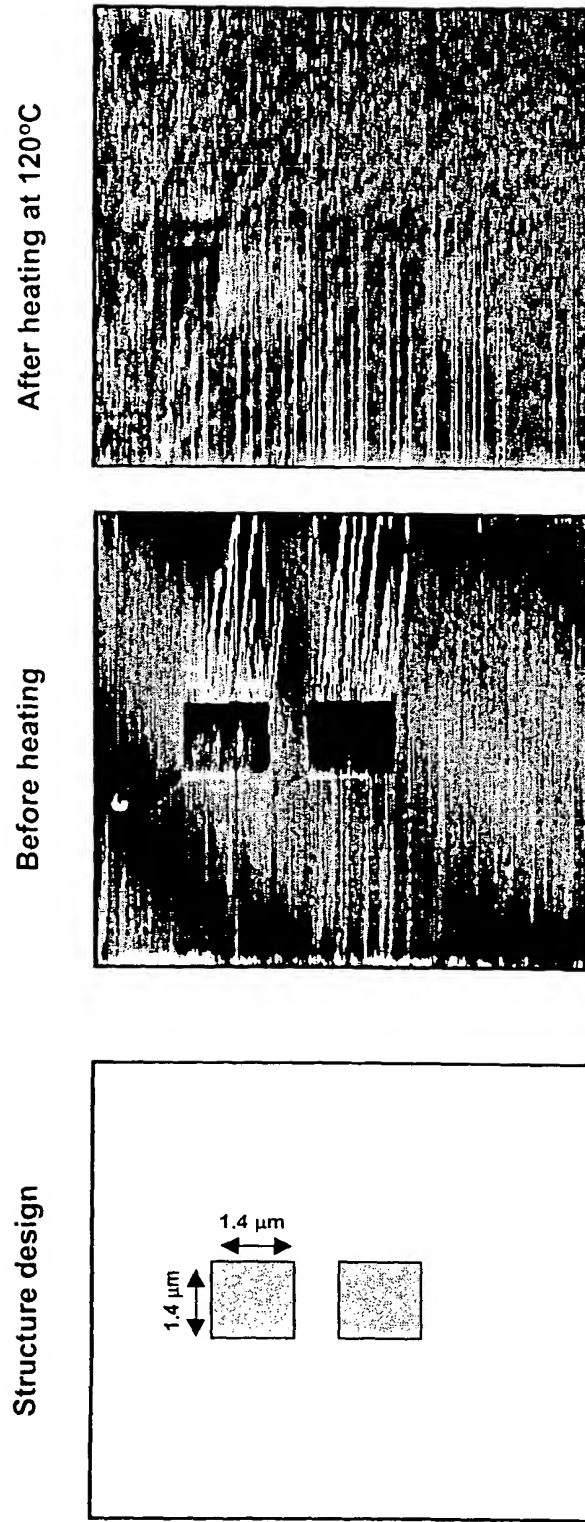 Structure design
Before heating
After heating at 120°C
1.4 µm
1.4 µm